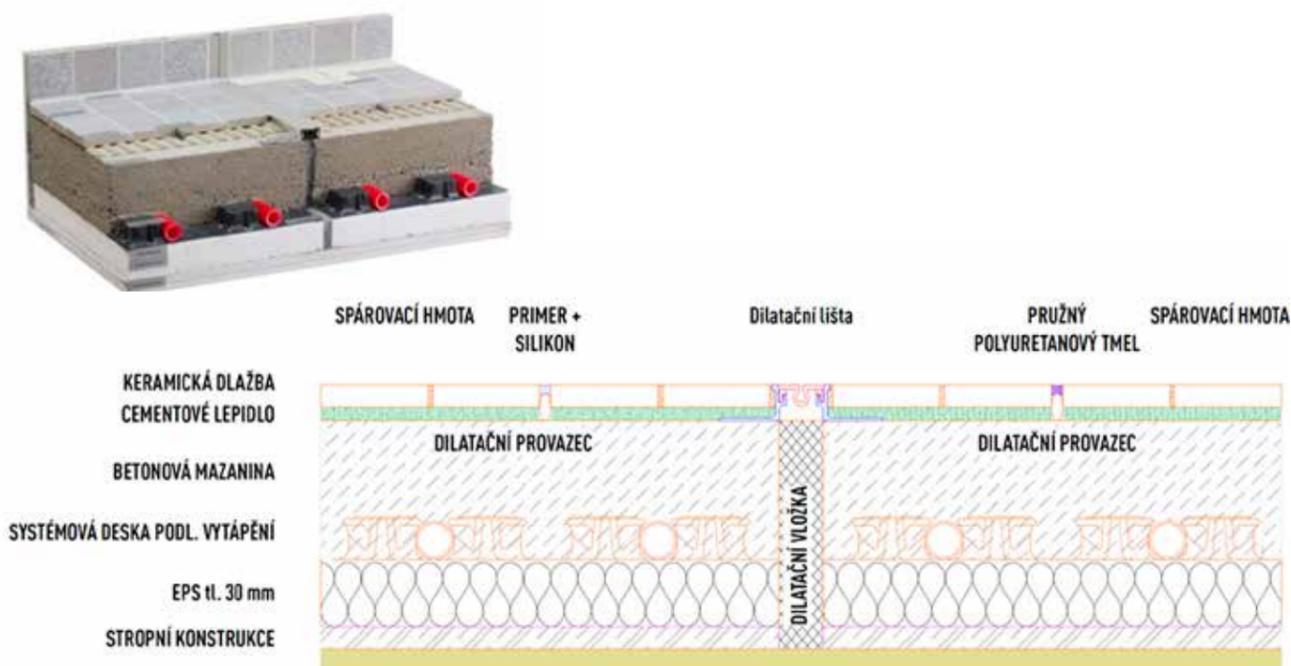 SPÁROVACÍ HMOTA
PRIMER +
SILIKON
Dilatační lišta
PRUŽNÝ
POLYURETANOVÝ TMEL
SPÁROVACÍ HMOTA
KERAMICKÁ DLAŽBA
CEMENTOVÉ LEPIDLO
DILATAČNÍ PROVAZEC
DILATAČNÍ PROVAZEC
BETONOVÁ MAZANINA
SYSTÉMOVÁ DESKA PODL. VYTÁPĚNÍ
DILATAČNÍ VLOŽKA
EPS tl. 30 mm
STROPNÍ KONSTRUKCE